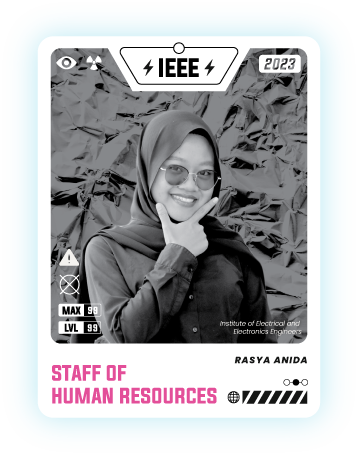 IEEE
2023
MAX 99
LVL 99
Institute of Electrical and
Electronics Engineers
RASYA ANIDA
STAFF OF
HUMAN RESOURCES